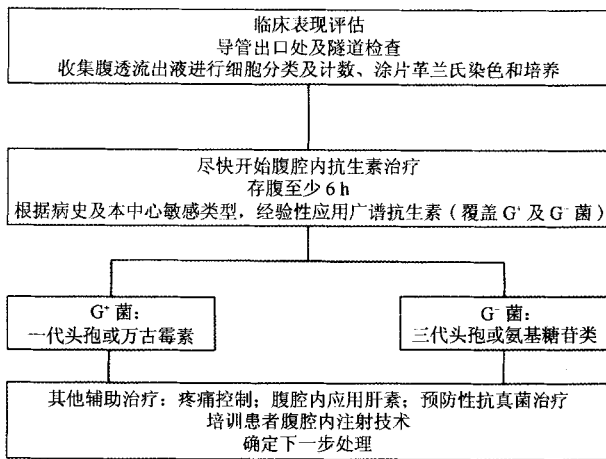 临床表现评估
导管出口处及隧道检查
收集腹透流出液进行细胞分类及计数、涂片革兰氏染色和培养
尽快开始腹腔内抗生素治疗
存腹至少6 h
根据病史及本中心敏感类型，经验性应用广谱抗生素（覆盖G⁺及G⁻菌）
G⁺菌：
一代头孢或万古霉素
G⁻菌：
三代头孢或氨基糖苷类
其他辅助治疗：疼痛控制；腹腔内应用肝素；预防性抗真菌治疗
培训患者腹腔内注射技术
确定下一步处理